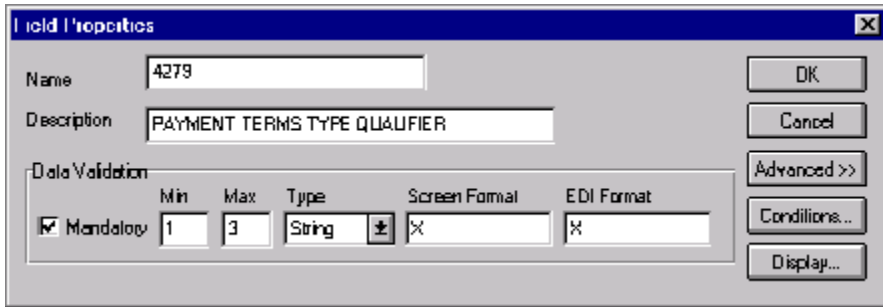 Field Properties
Name 4279 OK
Description PAYMENT TERMS TYPE QUALIFIER Cancel
Data Validation Advanced >>
Min Max Type Screen Format EDI Format
Mandatory 1 3 String X X Conditions...
Display...